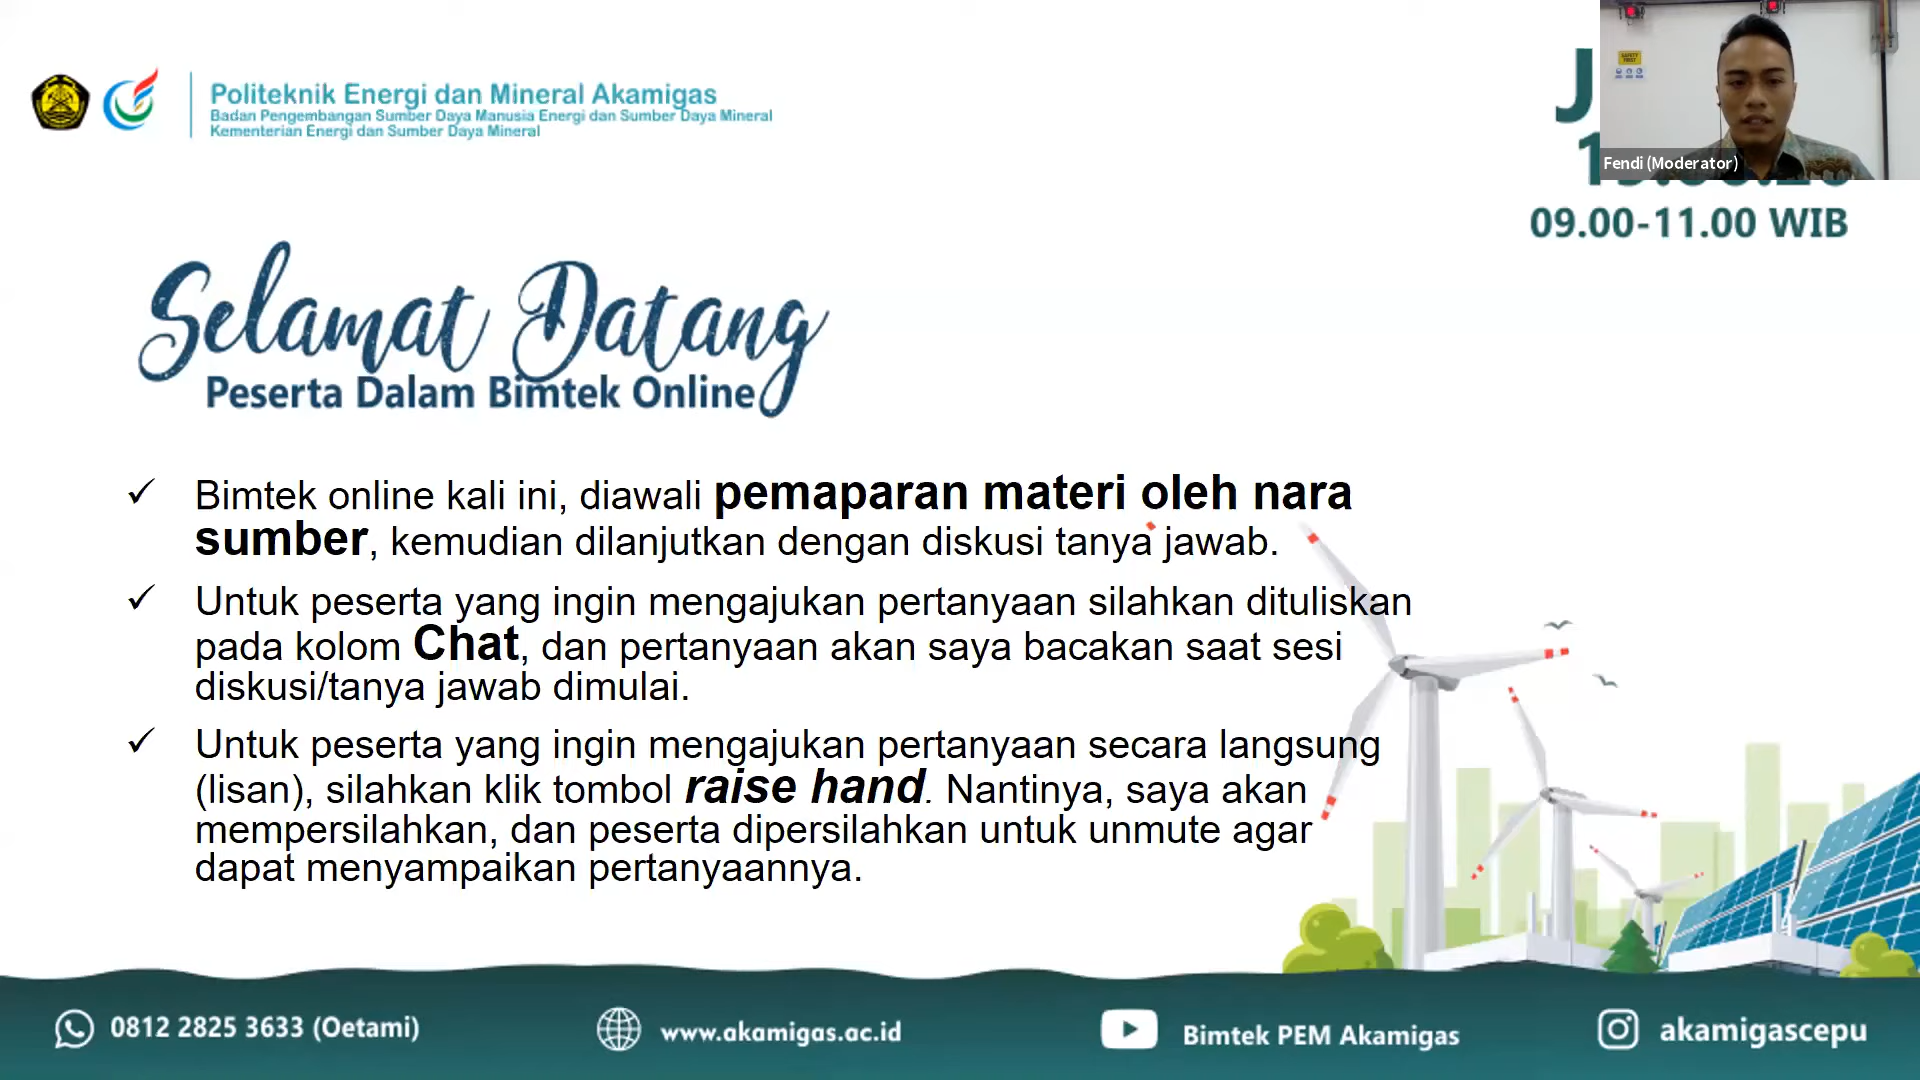 Politeknik Energi dan Mineral Akamigas
Badan Pengembangan Sumber Daya Manusia Energi dan Sumber Daya Mineral
Kementerian Energi dan Sumber Daya Mineral
SAFETY FIRST
Fendi (Moderator)
09.00-11.00 WIB
Selamat Datang
Peserta Dalam Bimtek Online
Bimtek online kali ini, diawali pemaparan materi oleh nara
sumber, kemudian dilanjutkan dengan diskusi tanya jawab.
Untuk peserta yang ingin mengajukan pertanyaan silahkan dituliskan
pada kolom Chat, dan pertanyaan akan saya bacakan saat sesi
diskusi/tanya jawab dimulai.
Untuk peserta yang ingin mengajukan pertanyaan secara langsung
(lisan), silahkan klik tombol raise hand. Nantinya, saya akan
mempersilahkan, dan peserta dipersilahkan untuk unmute agar
dapat menyampaikan pertanyaannya.
0812 2825 3633 (Oetami)
www.akamigas.ac.id
Bimtek PEM Akamigas
akamigascepu